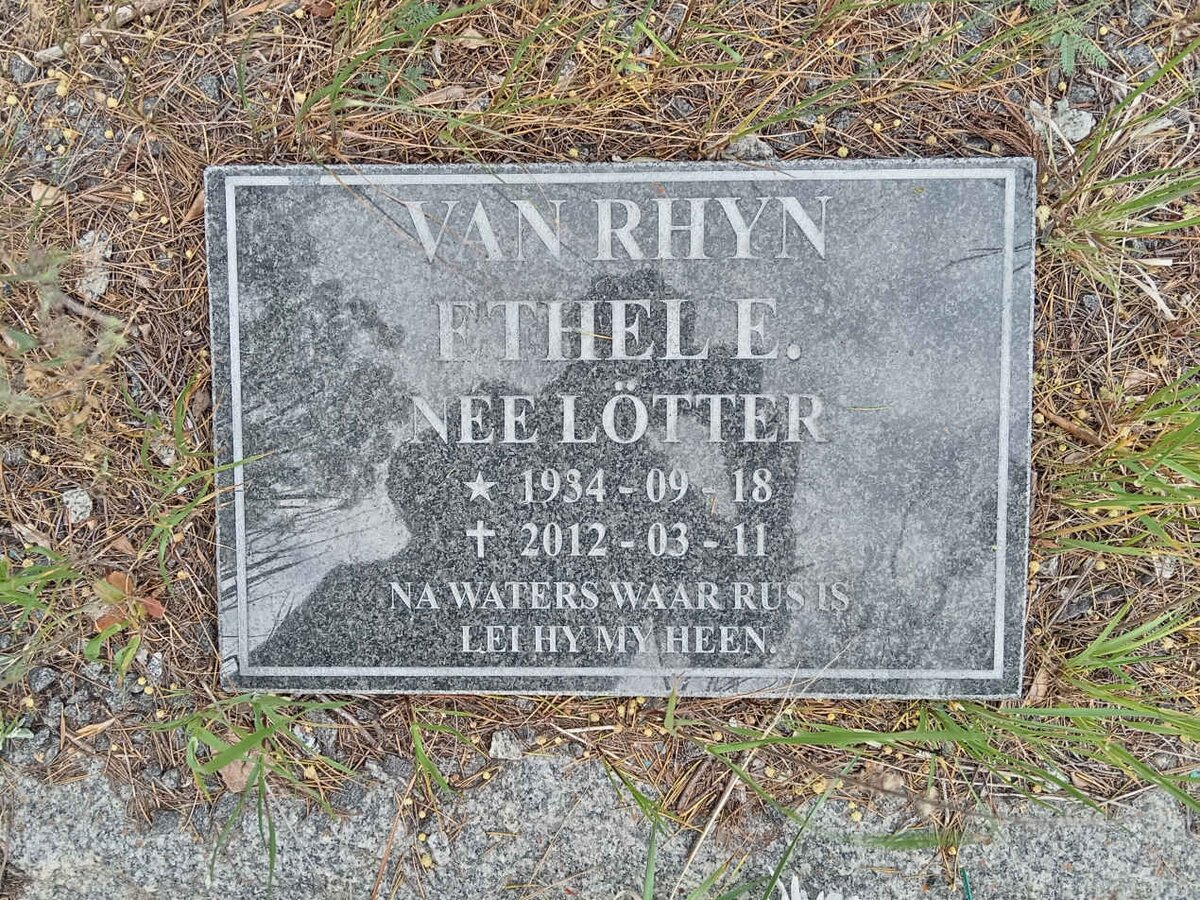 VAN RHYN
ETHEL E.
NEE LÖTTER
★ 1934 - 09 - 18
✝ 2012 - 03 - 11
NA WATERS WAAR RUS IS
LEI HY MY HEEN.